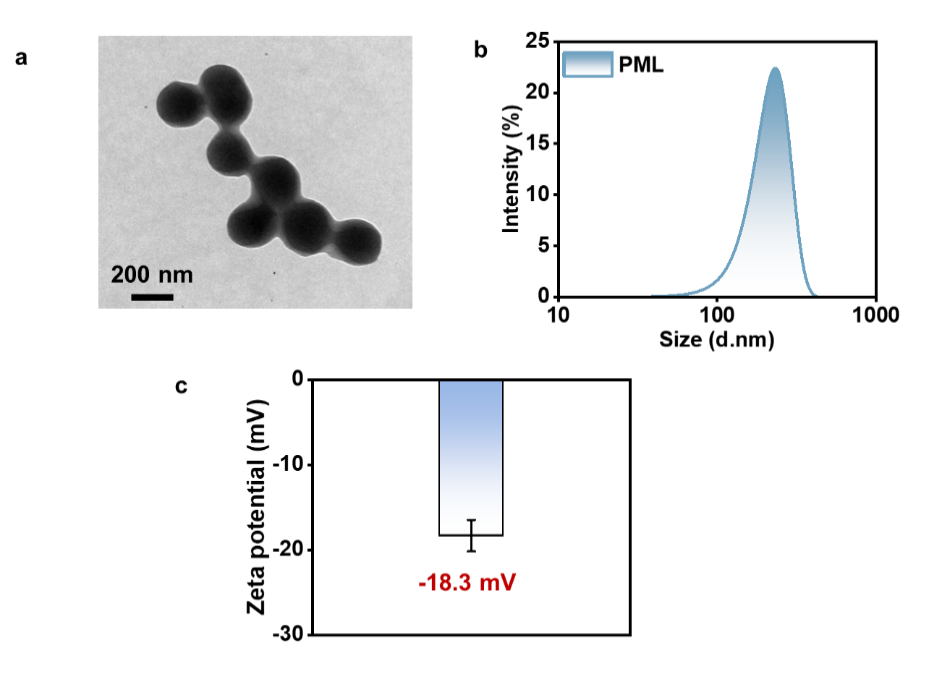 a
200 nm
b
PML
25
20
15
10
5
0
Intensity (%)
10
100
1000
Size (d.nm)
c
0
-10
-20
-30
Zeta potential (mV)
-18.3 mV